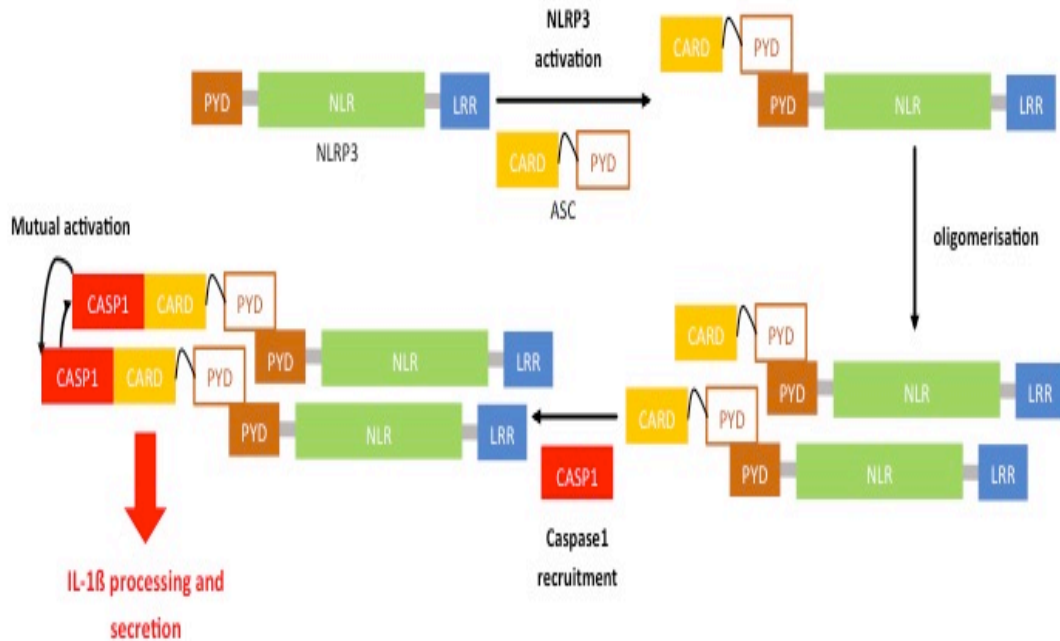 NLRP3
activation
PYD NLR LRR
NLRP3
CARD PYD
ASC
CARD PYD
PYD NLR LRR
oligomerisation
CARD PYD
PYD NLR LRR
CARD PYD
PYD NLR LRR
CASP1
Caspase1
recruitment
Mutual activation
CASP1 CARD PYD
PYD NLR LRR
CASP1 CARD PYD
PYD NLR LRR
IL-1ß processing and
secretion